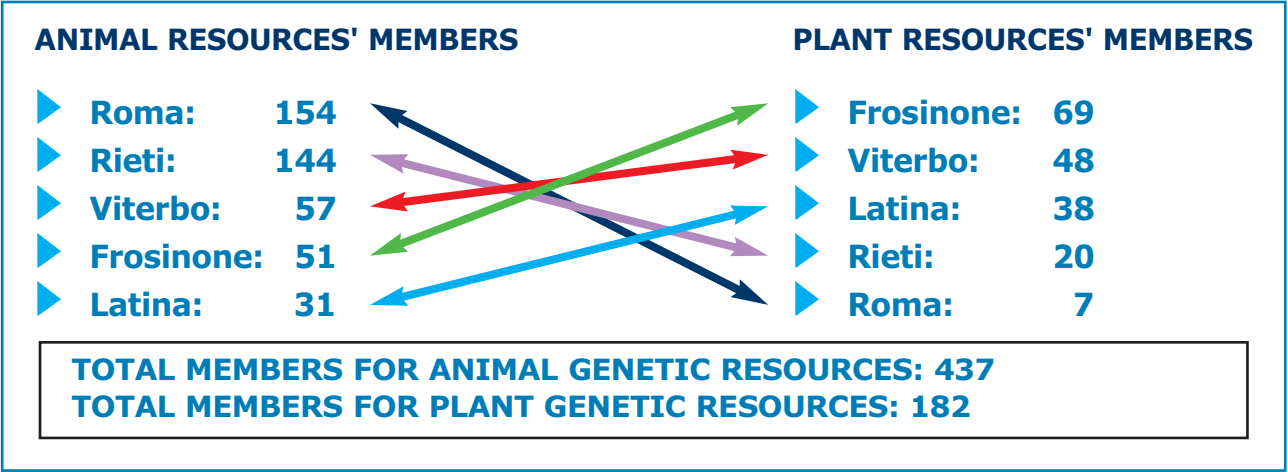 ANIMAL RESOURCES' MEMBERS
Roma: 154
Rieti: 144
Viterbo: 57
Frosinone: 51
Latina: 31
PLANT RESOURCES' MEMBERS
Frosinone: 69
Viterbo: 48
Latina: 38
Rieti: 20
Roma: 7
TOTAL MEMBERS FOR ANIMAL GENETIC RESOURCES: 437
TOTAL MEMBERS FOR PLANT GENETIC RESOURCES: 182